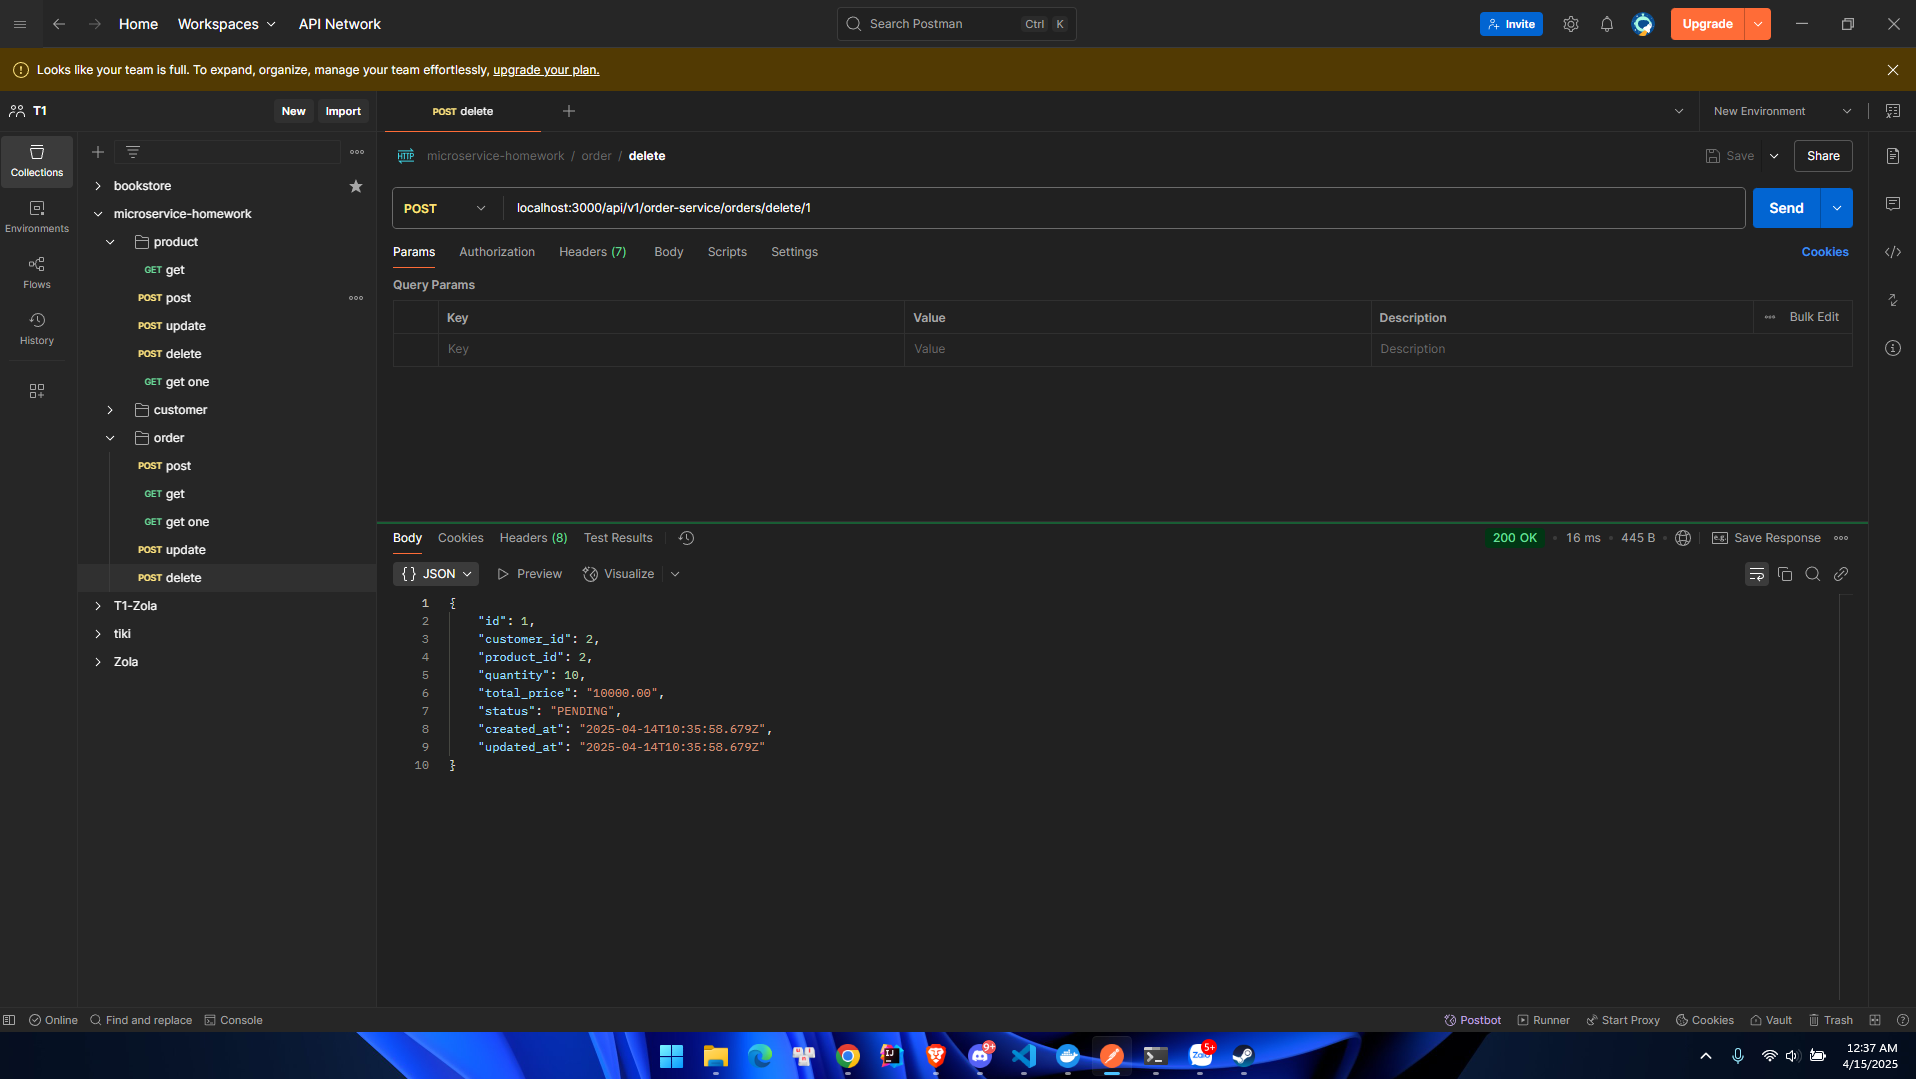 Home Workspaces API Network Search Postman Ctrl K Invite Upgrade
Looks like your team is full. To expand, organize, manage your team effortlessly, upgrade your plan.
T1 New Import POST delete New Environment
Collections
Environments
Flows
History
bookstore
microservice-homework
product
GET get
POST post
POST update
POST delete
GET get one
customer
order
POST post
GET get
GET get one
POST update
POST delete
T1-Zola
tiki
Zola
HTTP microservice-homework / order / delete Save Share
POST localhost:3000/api/v1/order-service/orders/delete/1 Send
Params Authorization Headers (7) Body Scripts Settings Cookies
Query Params
Key Value Description Bulk Edit
Key Value Description
Body Cookies Headers (8) Test Results 200 OK 16 ms 445 B Save Response
{} JSON Preview Visualize
1 {
2 "id": 1,
3 "customer_id": 2,
4 "product_id": 2,
5 "quantity": 10,
6 "total_price": "10000.00",
7 "status": "PENDING",
8 "created_at": "2025-04-14T10:35:58.679Z",
9 "updated_at": "2025-04-14T10:35:58.679Z"
10 }
Online Find and replace Console Postbot Runner Start Proxy Cookies Vault Trash
9+ Zalo 5+
12:37 AM
4/15/2025